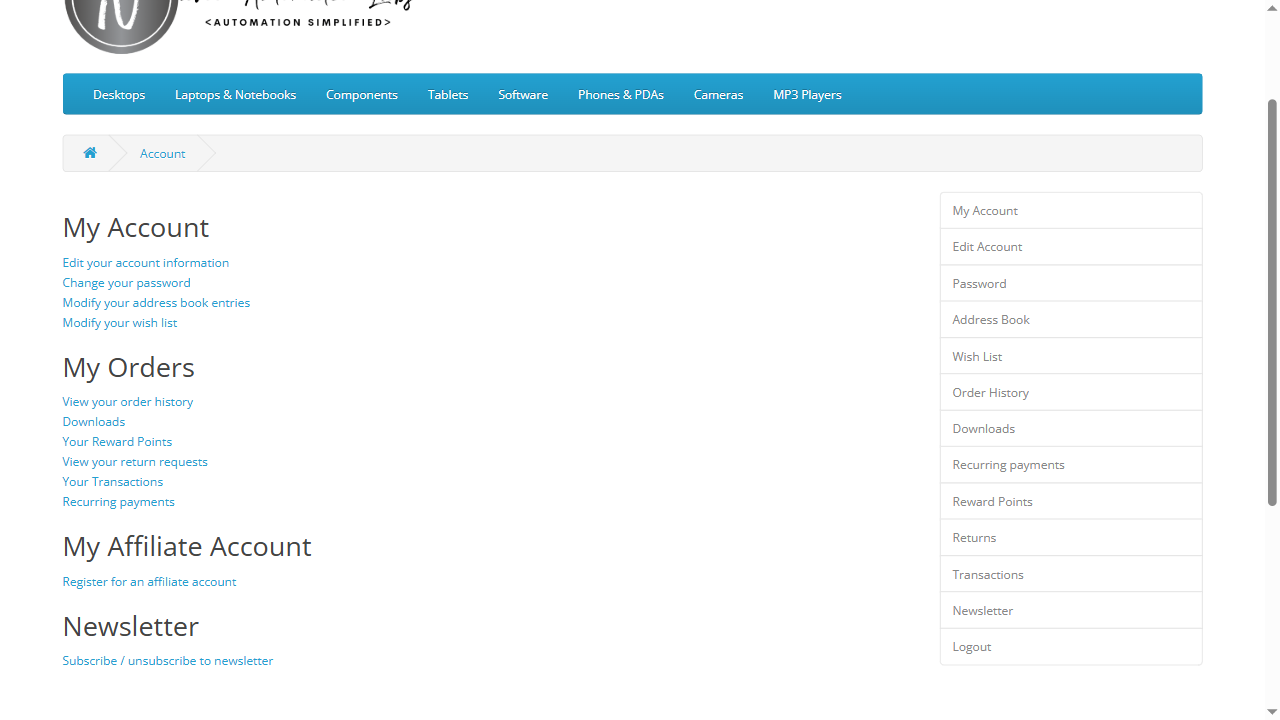 <AUTOMATION SIMPLIFIED>
Desktops Laptops & Notebooks Components Tablets Software Phones & PDAs Cameras MP3 Players
Account
My Account
Edit your account information
Change your password
Modify your address book entries
Modify your wish list
My Orders
View your order history
Downloads
Your Reward Points
View your return requests
Your Transactions
Recurring payments
My Affiliate Account
Register for an affiliate account
Newsletter
Subscribe / unsubscribe to newsletter
My Account
Edit Account
Password
Address Book
Wish List
Order History
Downloads
Recurring payments
Reward Points
Returns
Transactions
Newsletter
Logout